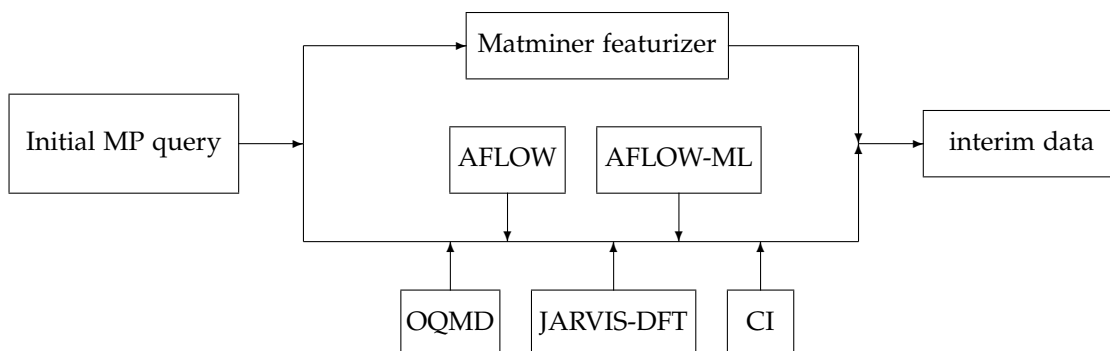 Matminer featurizer
Initial MP query
interim data
AFLOW
AFLOW-ML
OQMD
JARVIS-DFT
CI